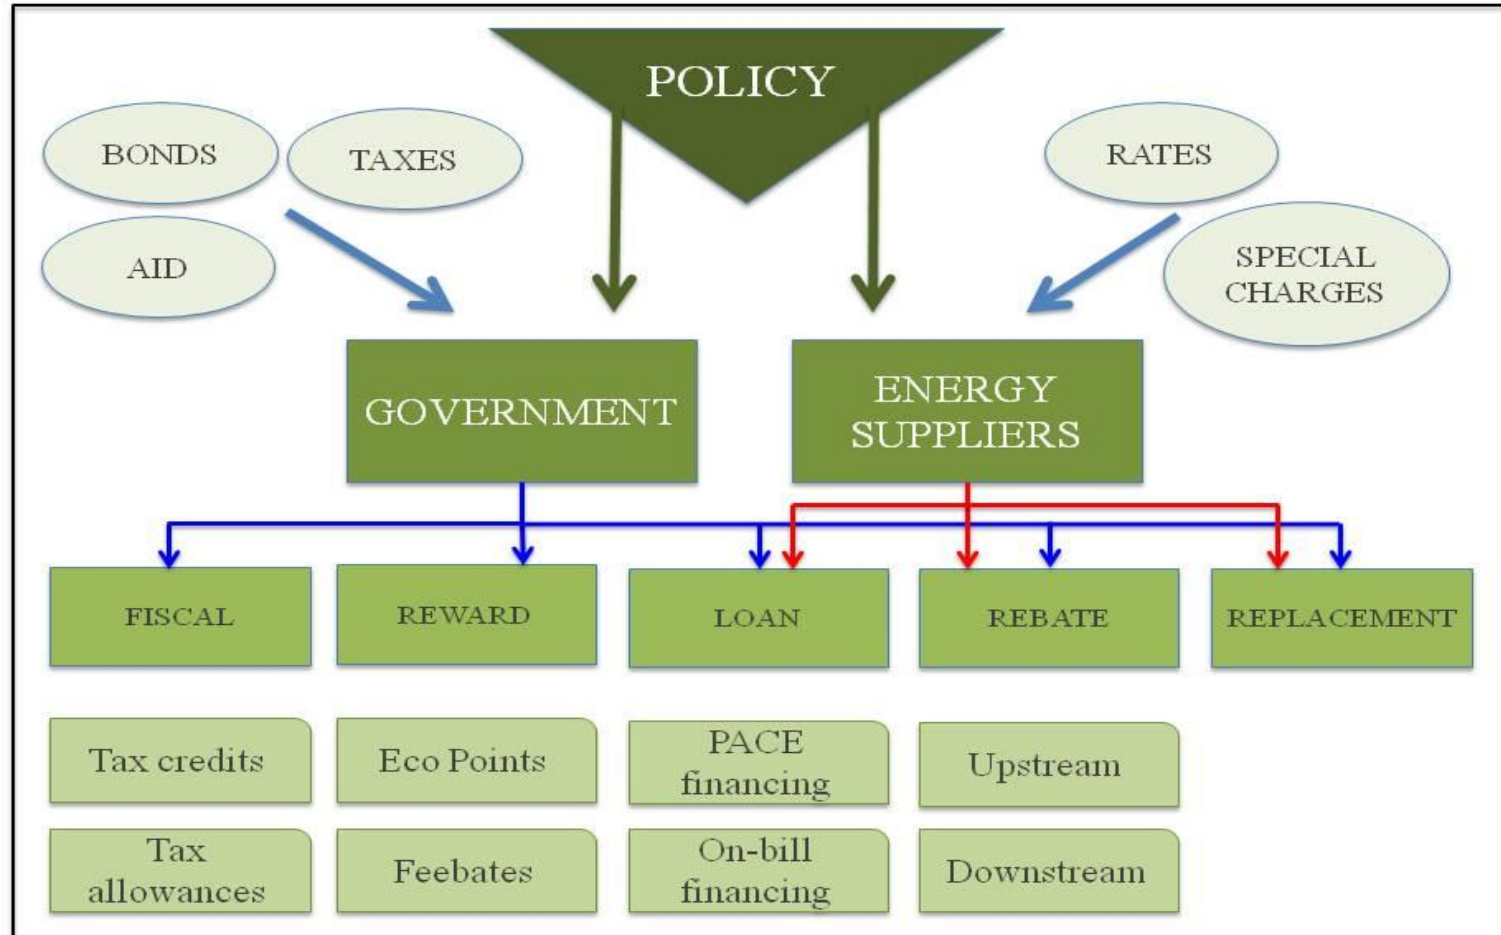 POLICY
BONDS
TAXES
RATES
AID
SPECIAL
CHARGES
GOVERNMENT
ENERGY
SUPPLIERS
FISCAL
REWARD
LOAN
REBATE
REPLACEMENT
Tax credits
Eco Points
PACE
financing
Upstream
Tax
allowances
Feebates
On-bill
financing
Downstream